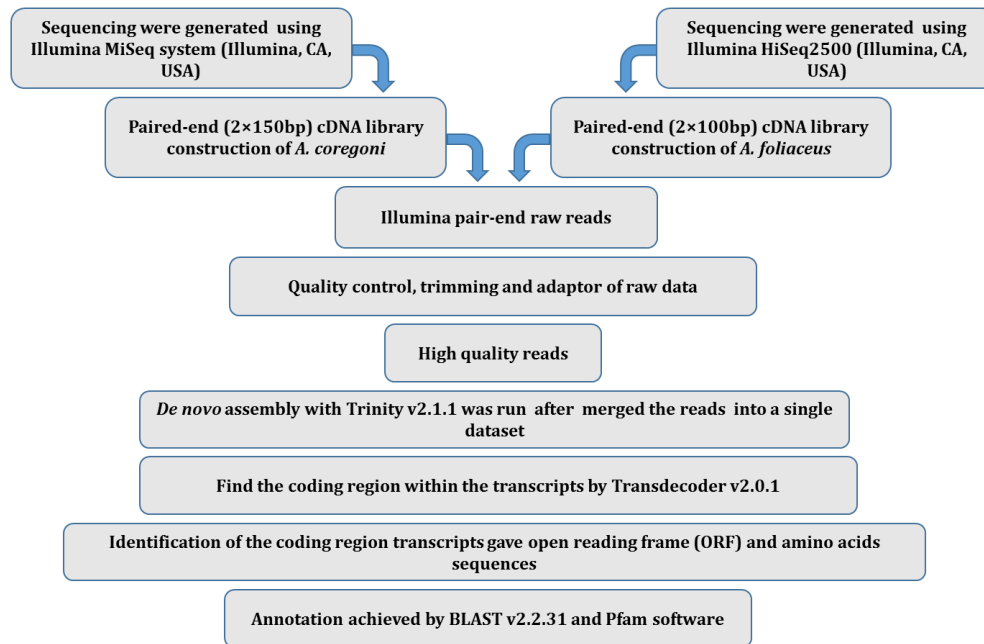 Sequencing were generated using
Illumina MiSeq system (Illumina, CA,
USA)
Sequencing were generated using
Illumina HiSeq2500 (Illumina, CA,
USA)
Paired-end (2×150bp) cDNA library
construction of A. coregoni
Paired-end (2×100bp) cDNA library
construction of A. foliaceus
Illumina pair-end raw reads
Quality control, trimming and adaptor of raw data
High quality reads
De novo assembly with Trinity v2.1.1 was run after merged the reads into a single
dataset
Find the coding region within the transcripts by Transdecoder v2.0.1
Identification of the coding region transcripts gave open reading frame (ORF) and amino acids
sequences
Annotation achieved by BLAST v2.2.31 and Pfam software